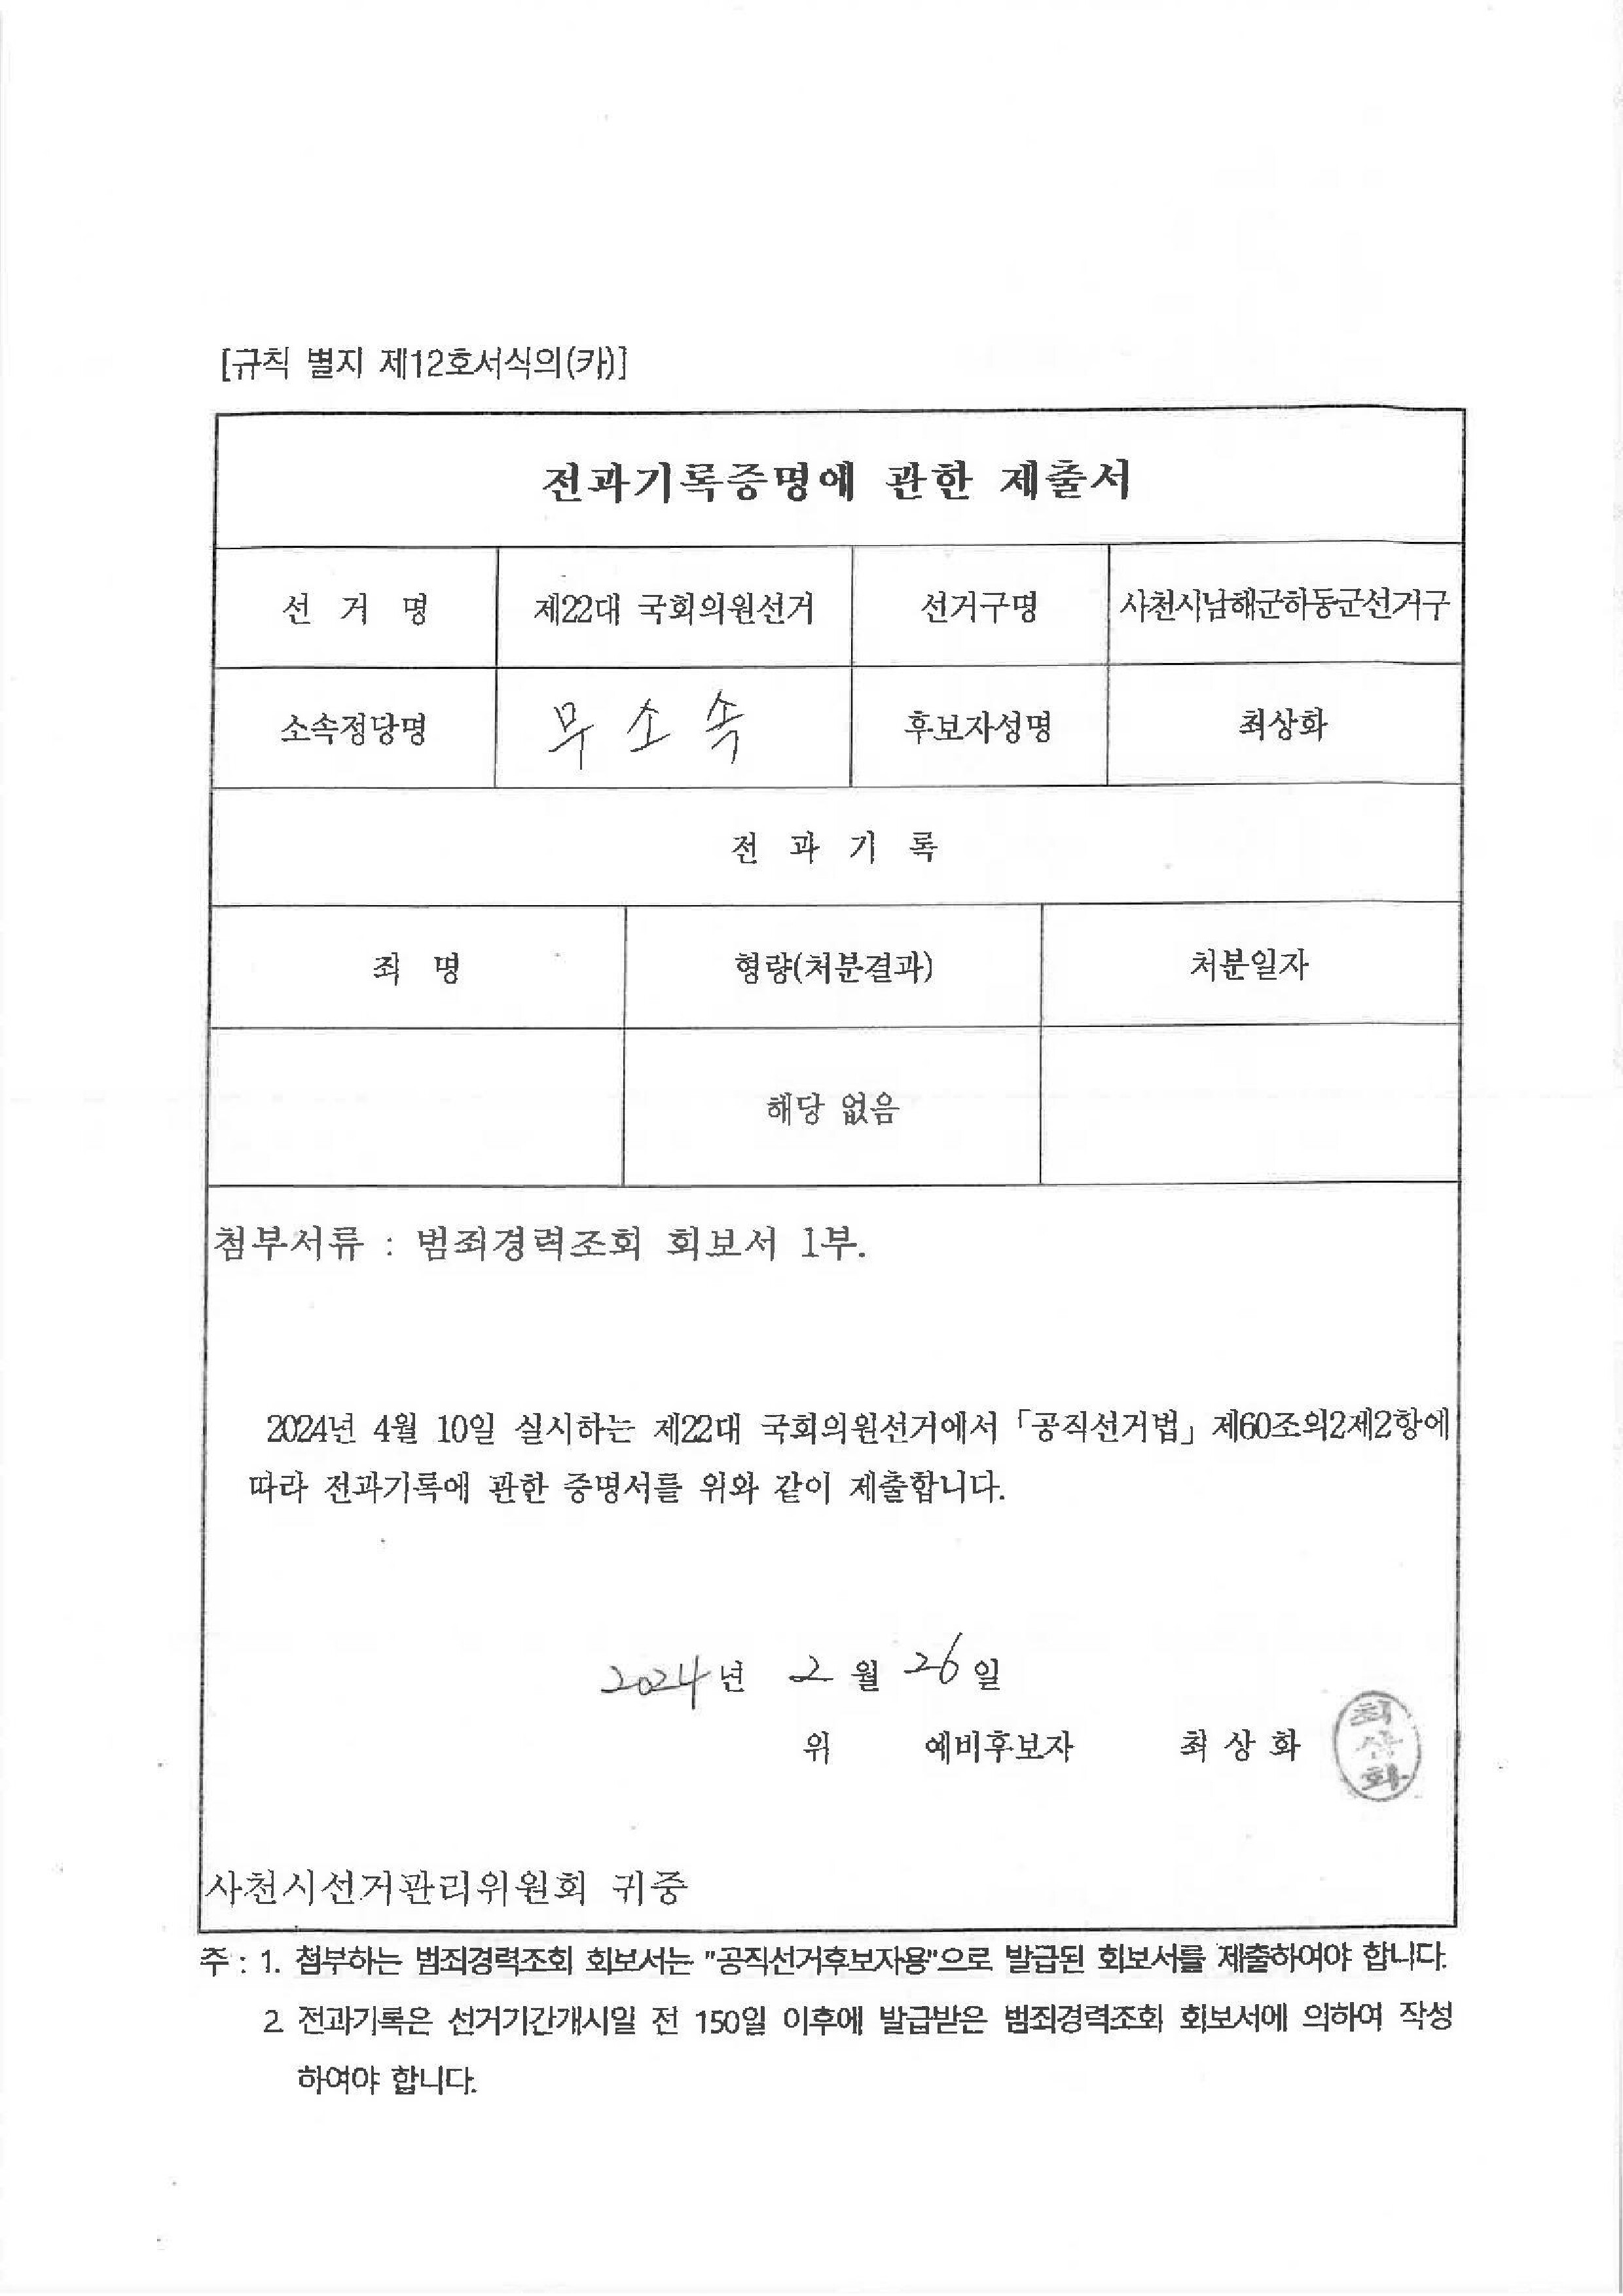 [규칙 별지 제12호서식의(카)]
전과기록증명에 관한 제출서
선 거 명 제22대 국회의원선거 선거구명 사천시남해군하동군선거구
소속정당명 무소속 후보자성명 최상화
전 과 기 록
죄 명 형량(처분결과) 처분일자
해당 없음
첨부서류 : 범죄경력조회 회보서 1부.
2024년 4월 10일 실시하는 제22대 국회의원선거에서 「공직선거법」 제60조의2제2항에
따라 전과기록에 관한 증명서를 위와 같이 제출합니다.
2024년 2월 26일
위 예비후보자 최 상 화
최
상
화
사천시선거관리위원회 귀중
주 : 1. 첨부하는 범죄경력조회 회보서는 "공직선거후보자용"으로 발급된 회보서를 제출하여야 합니다.
2. 전과기록은 선거기간개시일 전 150일 이후에 발급받은 범죄경력조회 회보서에 의하여 작성
하여야 합니다.